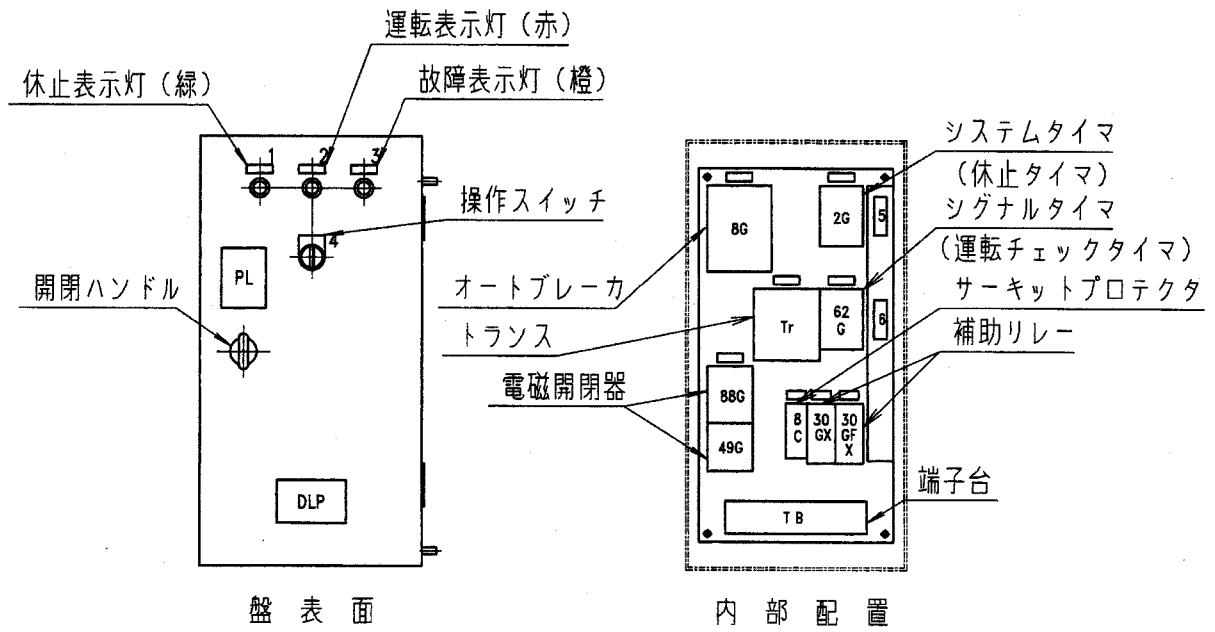 運転表示灯（赤）
休止表示灯（緑）
故障表示灯（橙）
1
2
3
操作スイッチ
4
PL
開閉ハンドル
DLP
盤表面
システムタイマ
（休止タイマ）
シグナルタイマ
（運転チェックタイマ）
サーキットプロテクタ
補助リレー
オートブレーカ
トランス
電磁開閉器
端子台
8G
2G
5
Tr
62
G
6
88G
49G
8
C
30
GX
30
GF
X
TB
内部配置